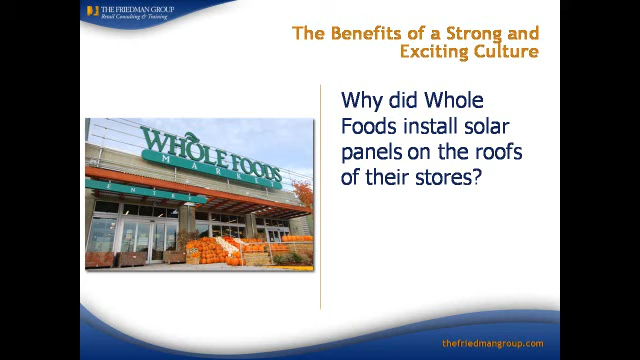 THE FRIEDMAN GROUP
Retail Consulting & Training
The Benefits of a Strong and
Exciting Culture
Why did Whole
Foods install solar
panels on the roofs
of their stores?
WHOLE FOODS
MARKET
ENTRY
thefriedmangroup.com